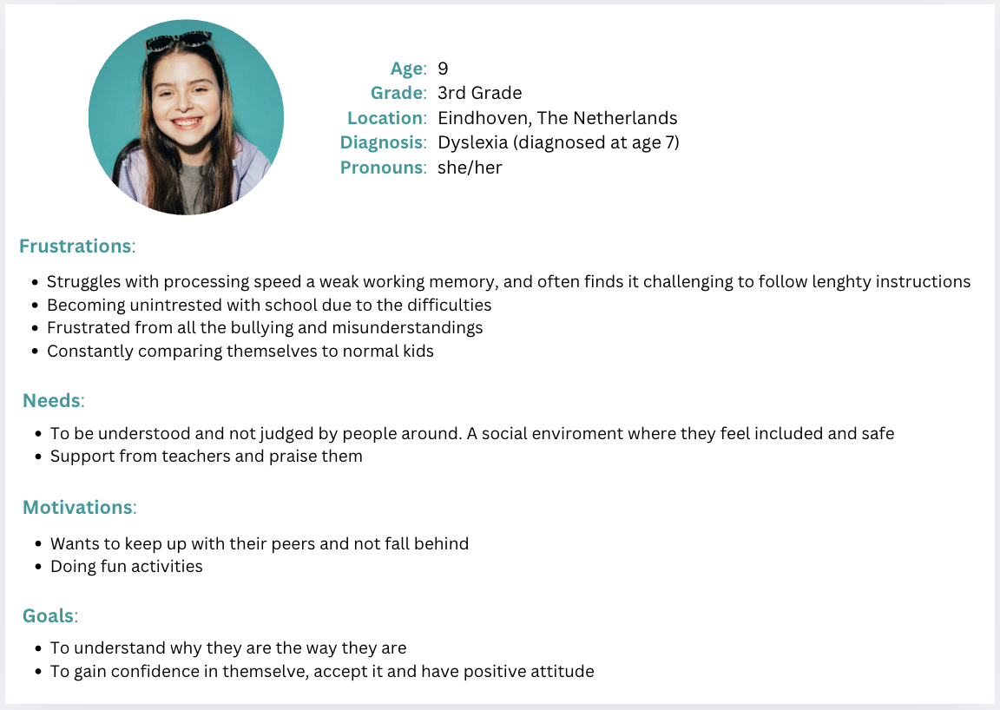 Age: 9
Grade: 3rd Grade
Location: Eindhoven, The Netherlands
Diagnosis: Dyslexia (diagnosed at age 7)
Pronouns: she/her
Frustrations:
• Struggles with processing speed a weak working memory, and often finds it challenging to follow lenghty instructions
• Becoming unintrested with school due to the difficulties
• Frustrated from all the bullying and misunderstandings
• Constantly comparing themselves to normal kids
Needs:
• To be understood and not judged by people around. A social enviroment where they feel included and safe
• Support from teachers and praise them
Motivations:
• Wants to keep up with their peers and not fall behind
• Doing fun activities
Goals:
• To understand why they are the way they are
• To gain confidence in themselve, accept it and have positive attitude